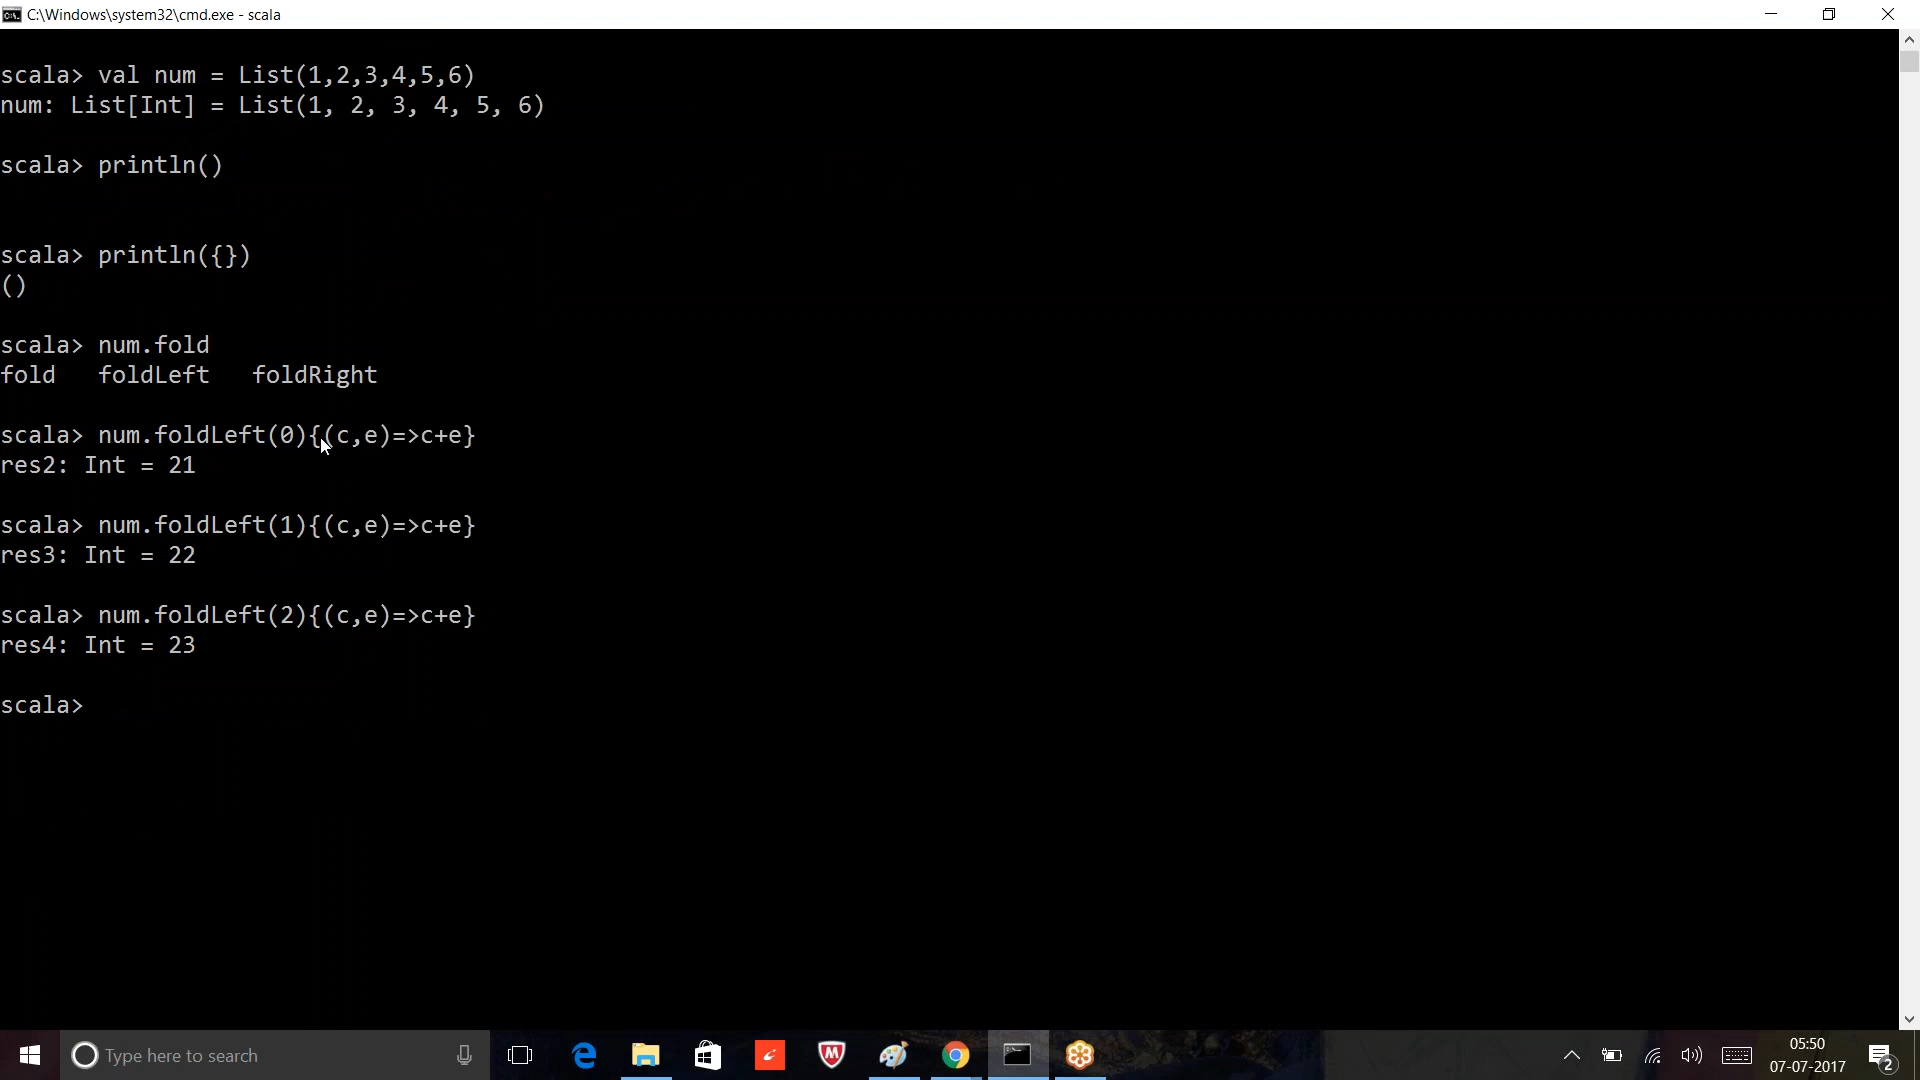 C:\Windows\system32\cmd.exe - scala
scala> val num = List(1,2,3,4,5,6)
num: List[Int] = List(1, 2, 3, 4, 5, 6)
scala> println()
scala> println({})
()
scala> num.fold
fold   foldLeft   foldRight
scala> num.foldLeft(0){(c,e)=>c+e}
res2: Int = 21
scala> num.foldLeft(1){(c,e)=>c+e}
res3: Int = 22
scala> num.foldLeft(2){(c,e)=>c+e}
res4: Int = 23
scala>
Type here to search
05:50
07-07-2017
2